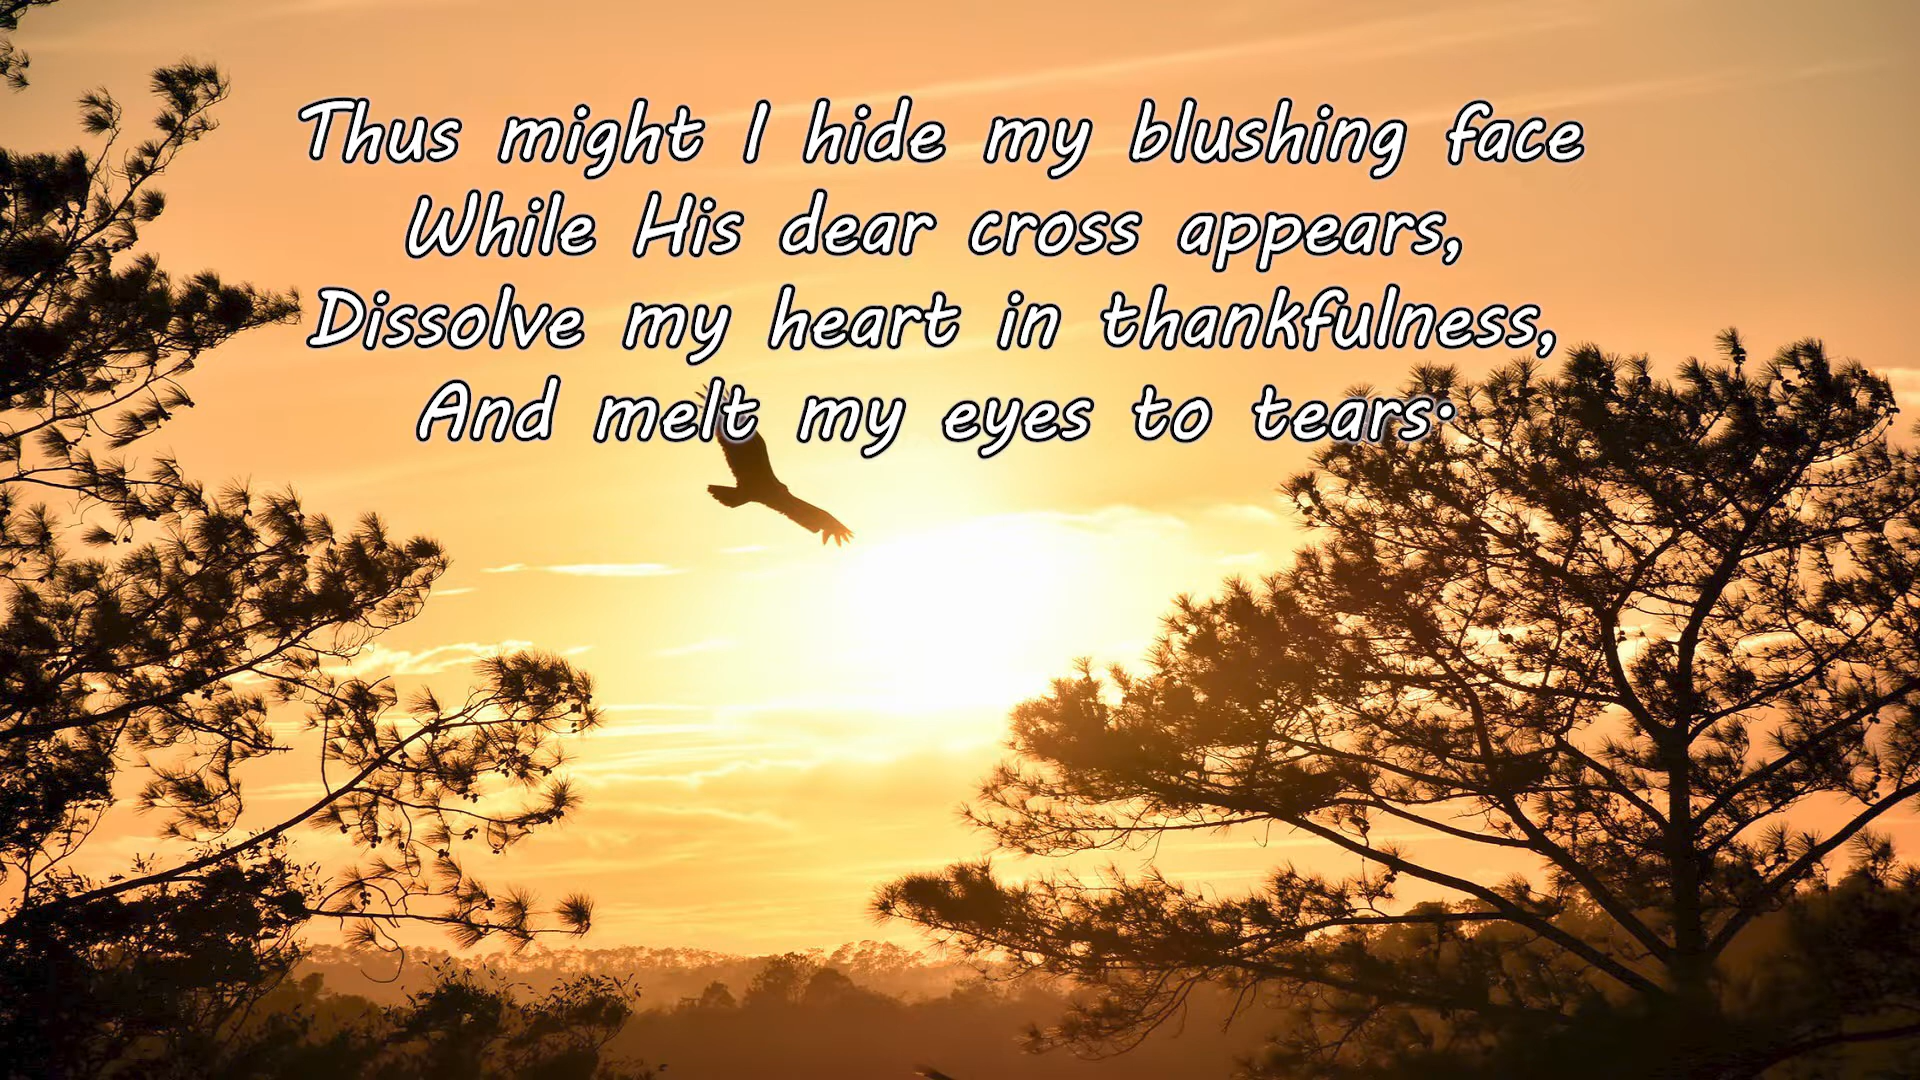 Thus might I hide my blushing face
While His dear cross appears,
Dissolve my heart in thankfulness,
And melt my eyes to tears.